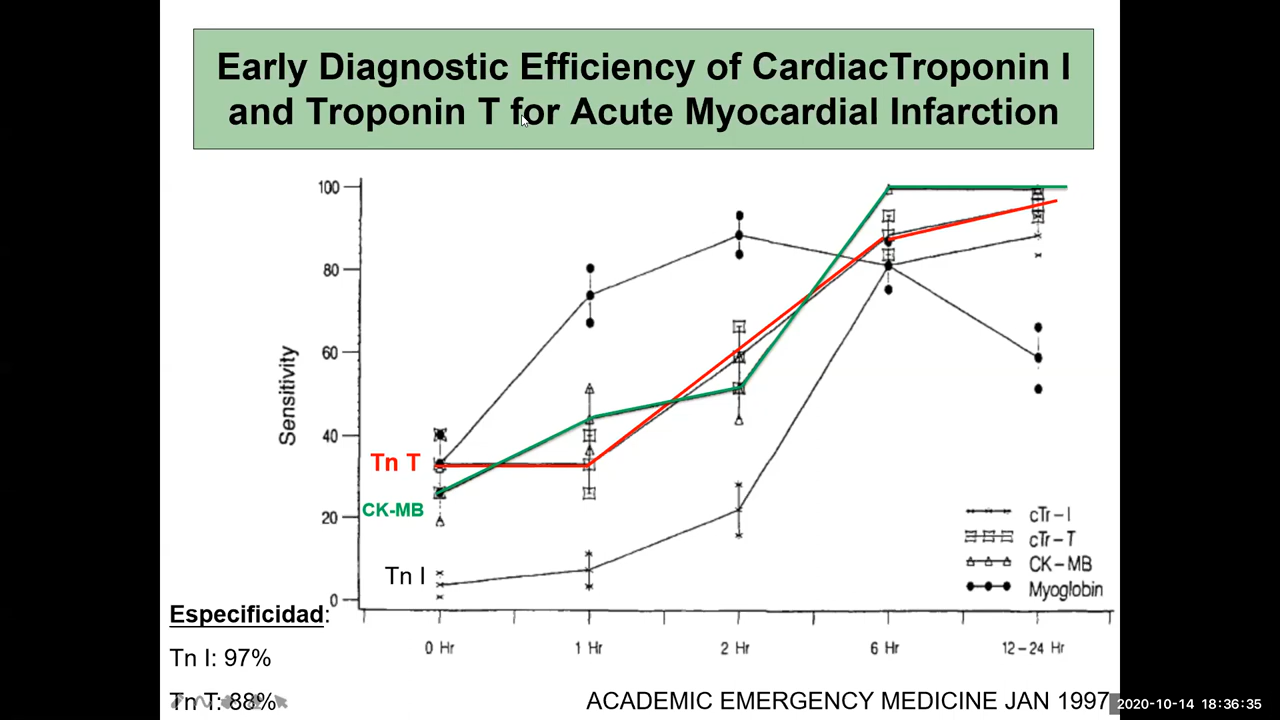 Early Diagnostic Efficiency of CardiacTroponin I
and Troponin T for Acute Myocardial Infarction
100
80
60
40
20
0
Sensitivity
Tn T
CK-MB
Tn I
cTr-I
cTr-T
CK-MB
Myoglobin
0 Hr
1 Hr
2 Hr
6 Hr
12-24 Hr
Especificidad:
Tn I: 97%
Tn T: 88%
ACADEMIC EMERGENCY MEDICINE JAN 1997
2020-10-14 18:36:35